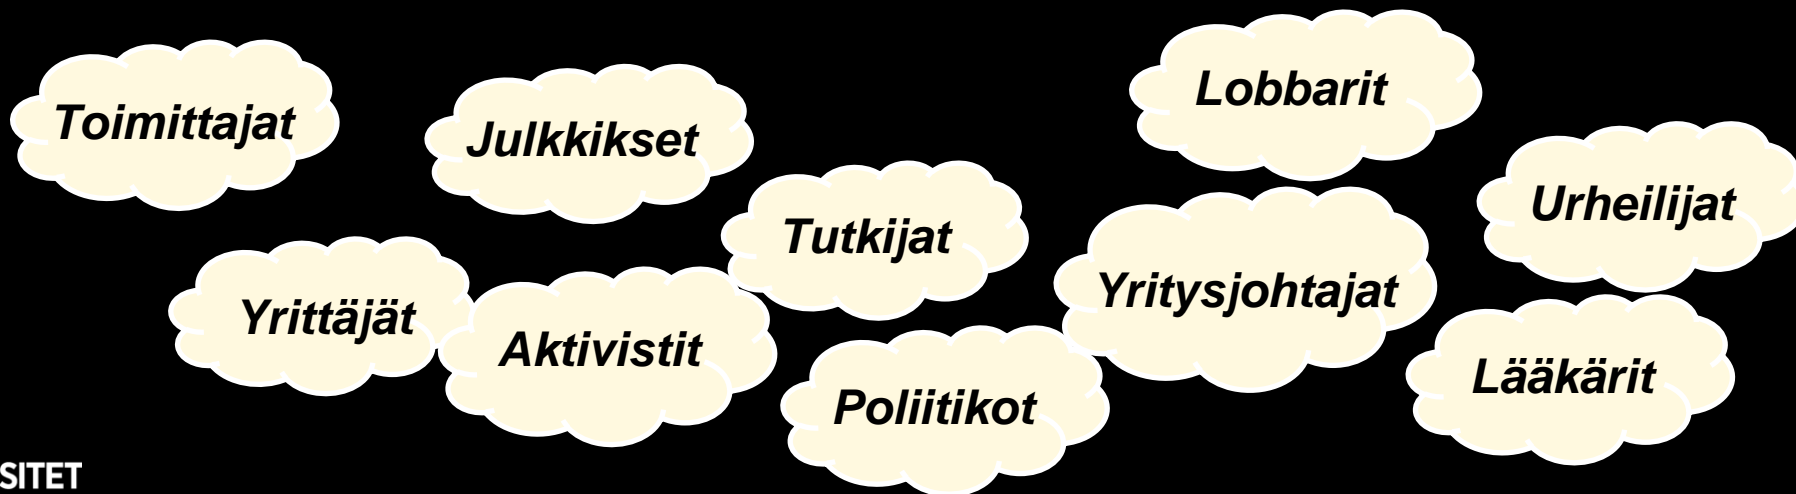 Toimittajat
Julkkikset
Lobbarit
Urheilijat
Tutkijat
Yritysjohtajat
Yrittäjät
Aktivistit
Poliitikot
Lääkärit
SITET